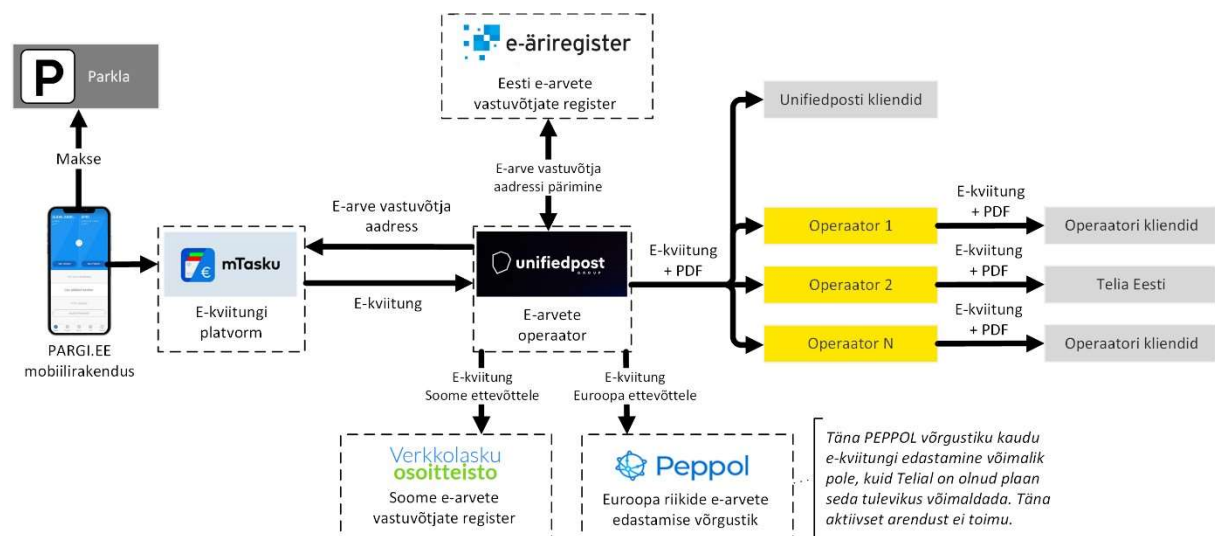 e-äriregister
Eesti e-arvete
vastuvõtjate register
P
Parkla
Makse
E-arve vastuvõtja
aadressi pärimine
Unifiedposti kliendid
E-arve vastuvõtja
aadress
mTasku
€
E-kviitungi
platvorm
PARGI.EE
mobiilirakendus
E-kviitung
unifiedpost
GROUP
E-arvete
operaator
E-kviitung
+ PDF
Operaator 1
E-kviitung
+ PDF
Operaatori kliendid
Operaator 2
E-kviitung
+ PDF
Telia Eesti
Operaator N
E-kviitung
+ PDF
Operaatori kliendid
E-kviitung
Soome ettevõttele
E-kviitung
Euroopa ettevõttele
Verkkolasku
osoitteisto
Soome e-arvete
vastuvõtjate register
Peppol
Euroopa riikide e-arvete
edastamise võrgustik
Täna PEPPOL võrgustiku kaudu
e-kviitungi edastamine võimalik
pole, kuid Telial on olnud plaan
seda tulevikus võimaldada. Täna
aktiivset arendust ei toimu.